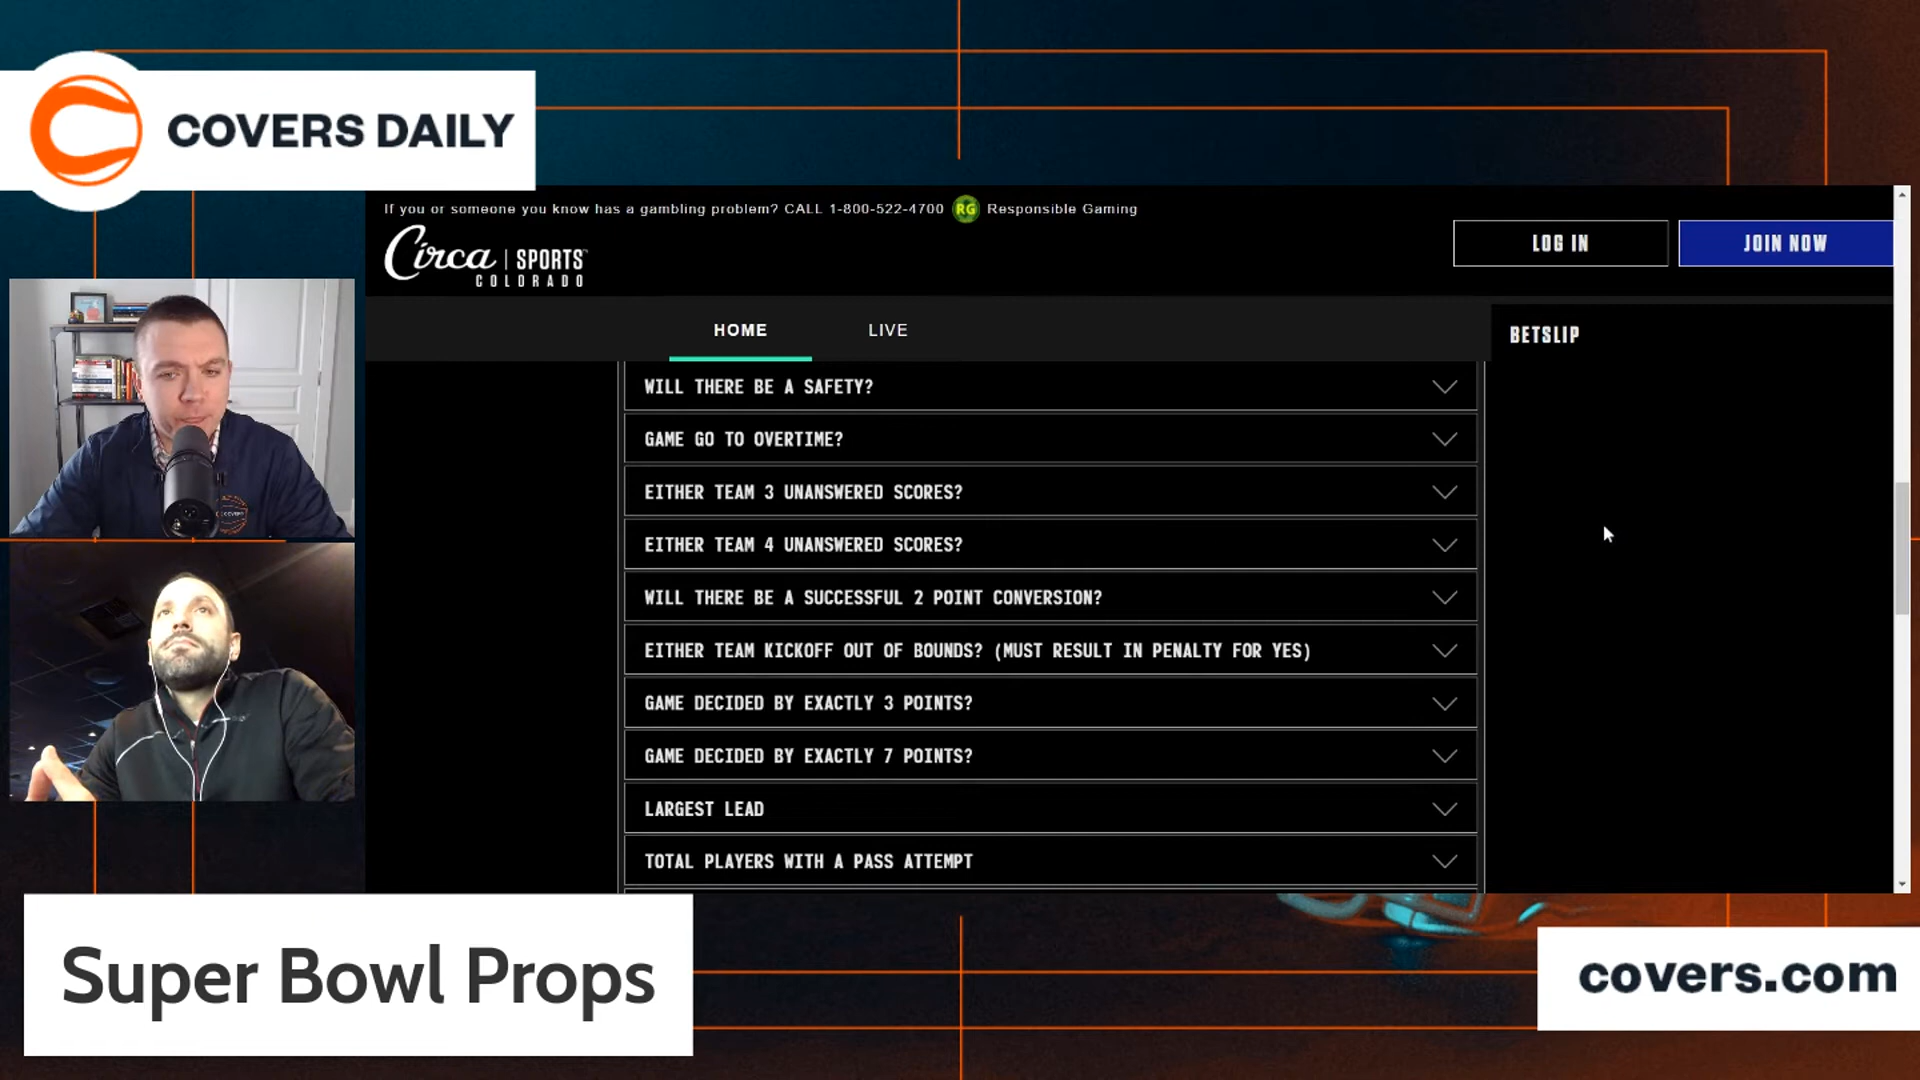 COVERS DAILY
If you or someone you know has a gambling problem? CALL 1-800-522-4700 RG Responsible Gaming
Circa | SPORTS
COLORADO
LOG IN
JOIN NOW
HOME
LIVE
BETSLIP
WILL THERE BE A SAFETY?
GAME GO TO OVERTIME?
EITHER TEAM 3 UNANSWERED SCORES?
EITHER TEAM 4 UNANSWERED SCORES?
WILL THERE BE A SUCCESSFUL 2 POINT CONVERSION?
EITHER TEAM KICKOFF OUT OF BOUNDS? (MUST RESULT IN PENALTY FOR YES)
GAME DECIDED BY EXACTLY 3 POINTS?
GAME DECIDED BY EXACTLY 7 POINTS?
LARGEST LEAD
TOTAL PLAYERS WITH A PASS ATTEMPT
Super Bowl Props
covers.com